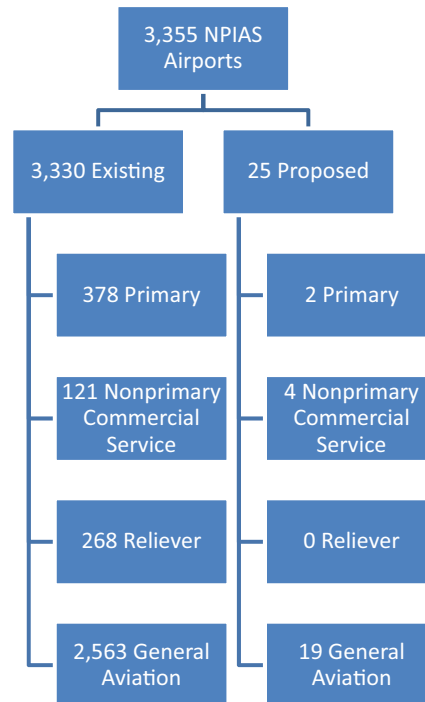 3,355 NPIAS
Airports
3,330 Existing
25 Proposed
378 Primary
2 Primary
121 Nonprimary
Commercial
Service
4 Nonprimary
Commercial
Service
268 Reliever
0 Reliever
2,563 General
Aviation
19 General
Aviation